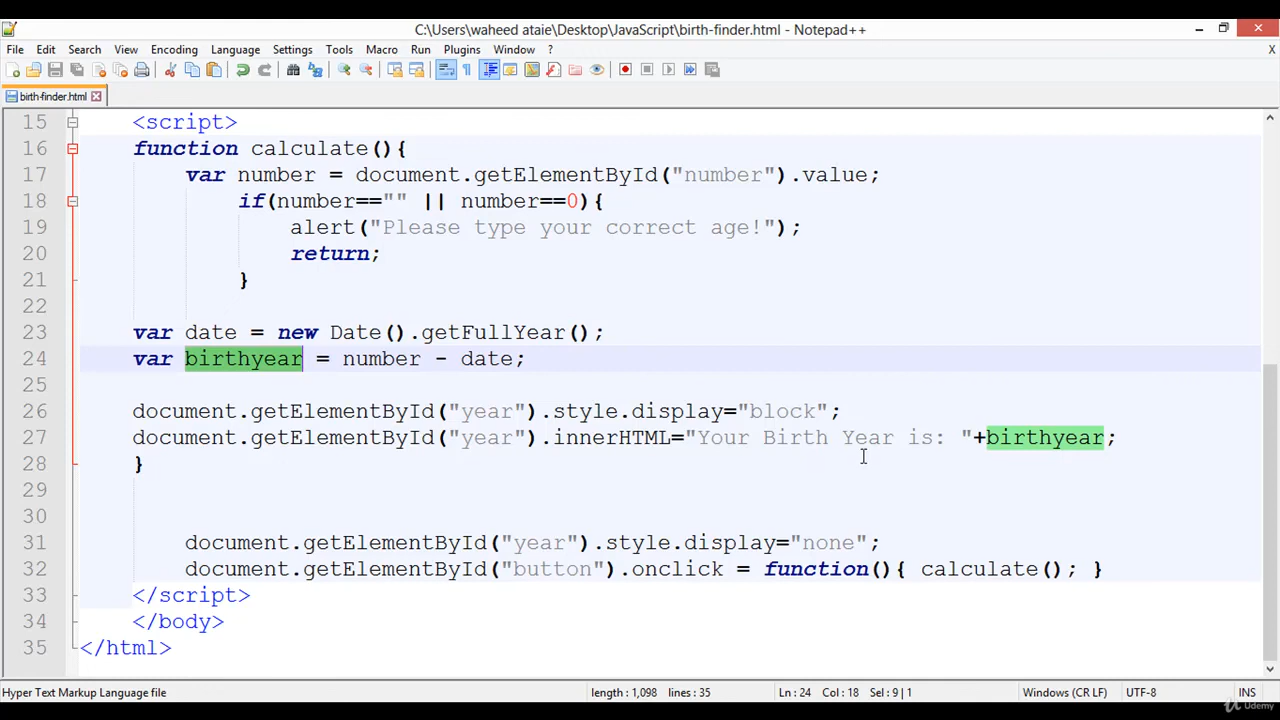 C:\Users\waheed ataie\Desktop\JavaScript\birth-finder.html - Notepad++
File Edit Search View Encoding Language Settings Tools Macro Run Plugins Window ? X
birth-finder.html
15 <script>
16 function calculate(){
17 var number = document.getElementById("number").value;
18 if(number=="" || number==0){
19 alert("Please type your correct age!");
20 return;
21 }
22
23 var date = new Date().getFullYear();
24 var birthyear = number - date;
25
26 document.getElementById("year").style.display="block";
27 document.getElementById("year").innerHTML="Your Birth Year is: "+birthyear;
28 }
29
30
31 document.getElementById("year").style.display="none";
32 document.getElementById("button").onclick = function(){ calculate(); }
33 </script>
34 </body>
35 </html>
Hyper Text Markup Language file length : 1,098 lines : 35 Ln : 24 Col : 18 Sel : 9 | 1 Windows (CR LF) UTF-8 INS
Udemy